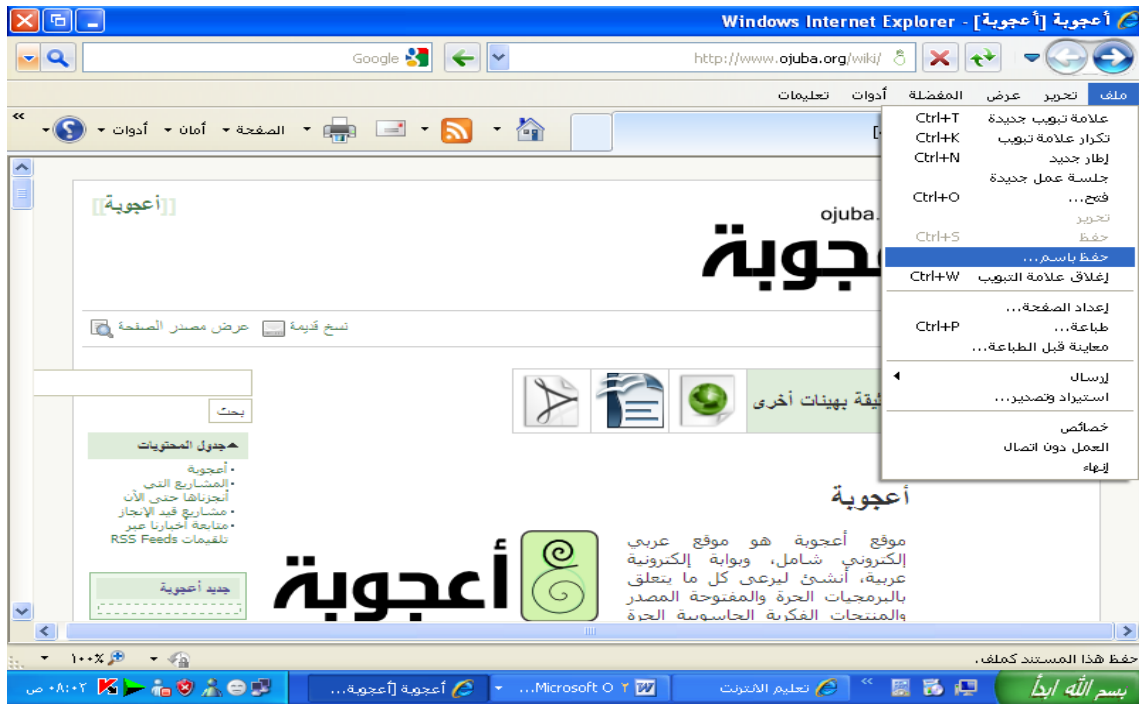 أعجوبة [أعجوبة] - Windows Internet Explorer
http://www.ojuba.org/wiki/
Google
ملف تحرير عرض المفضلة أدوات تعليمات
الصفحة أمان أدوات
علامة تبويب جديدة Ctrl+T
تكرار علامة تبويب Ctrl+K
إطار جديد Ctrl+N
جلسة عمل جديدة
فتح... Ctrl+O
تحرير
حفظ Ctrl+S
حفظ باسم...
إغلاق علامة التبويب Ctrl+W
إعداد الصفحة...
طباعة... Ctrl+P
معاينة قبل الطباعة...
إرسال
استيراد وتصدير...
خصائص
العمل دون اتصال
إنهاء
[[أعجوبة]]
ojuba.
عجوبة
نسخ قديمة
عرض مصدر الصفحة
بهيئات أخرى
بحث
جدول المحتويات
• أعجوبة
• المشاريع التي
أنجزناها حتى الآن
• مشاريع قيد الإنجاز
• متابعة أخبارنا عبر
تلقيمات RSS Feeds
جديد أعجوبة
أعجوبة
موقع أعجوبة هو موقع عربي
إلكتروني شامل، وبوابة إلكترونية
عربية، أنشئ ليرعى كل ما يتعلق
بالبرمجيات الحرة والمفتوحة المصدر
والمنتجات الفكرية الحاسوبية الحرة
أعجوبة
حفظ هذا المستند كملف.
١٠٠٪
بسم الله ابدأ
تعليم الانترنت
٢ Microsoft O...
أعجوبة [أعجوبة...
٠٨:٠٢ ص